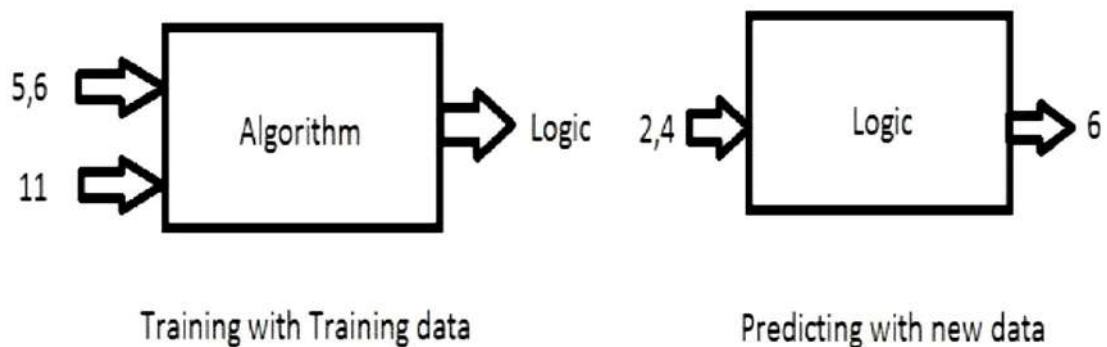 5,6
11
Algorithm
Logic
Training with Training data
2,4
Logic
6
Predicting with new data